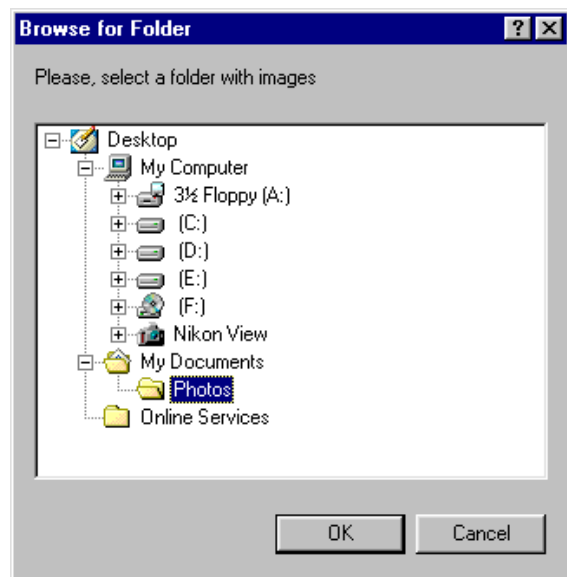 Browse for Folder
Please, select a folder with images
Desktop
My Computer
3½ Floppy (A:)
(C:)
(D:)
(E:)
(F:)
Nikon View
My Documents
Photos
Online Services
OK Cancel